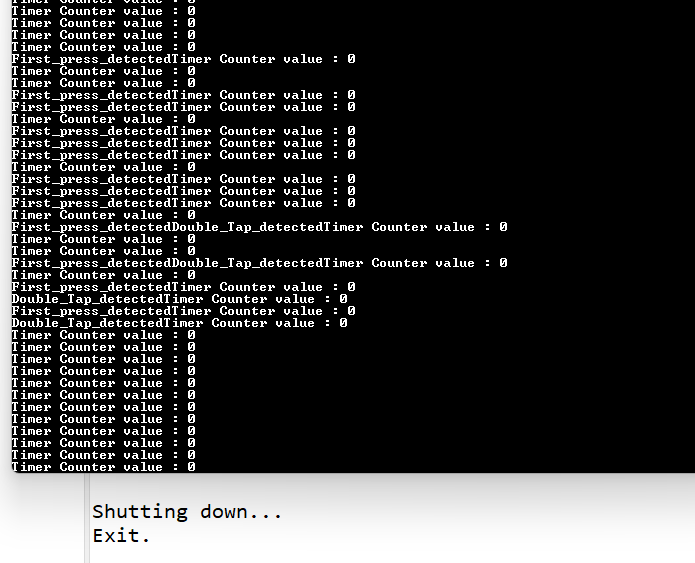 Timer Counter value : 0
Timer Counter value : 0
Timer Counter value : 0
Timer Counter value : 0
Timer Counter value : 0
First_press_detectedTimer Counter value : 0
Timer Counter value : 0
Timer Counter value : 0
First_press_detectedTimer Counter value : 0
First_press_detectedTimer Counter value : 0
Timer Counter value : 0
First_press_detectedTimer Counter value : 0
First_press_detectedTimer Counter value : 0
First_press_detectedTimer Counter value : 0
Timer Counter value : 0
First_press_detectedTimer Counter value : 0
First_press_detectedTimer Counter value : 0
First_press_detectedTimer Counter value : 0
Timer Counter value : 0
First_press_detectedDouble_Tap_detectedTimer Counter value : 0
Timer Counter value : 0
Timer Counter value : 0
First_press_detectedDouble_Tap_detectedTimer Counter value : 0
Timer Counter value : 0
First_press_detectedTimer Counter value : 0
Double_Tap_detectedTimer Counter value : 0
First_press_detectedTimer Counter value : 0
Double_Tap_detectedTimer Counter value : 0
Timer Counter value : 0
Timer Counter value : 0
Timer Counter value : 0
Timer Counter value : 0
Timer Counter value : 0
Timer Counter value : 0
Timer Counter value : 0
Timer Counter value : 0
Timer Counter value : 0
Timer Counter value : 0
Timer Counter value : 0
Timer Counter value : 0
Shutting down...
Exit.